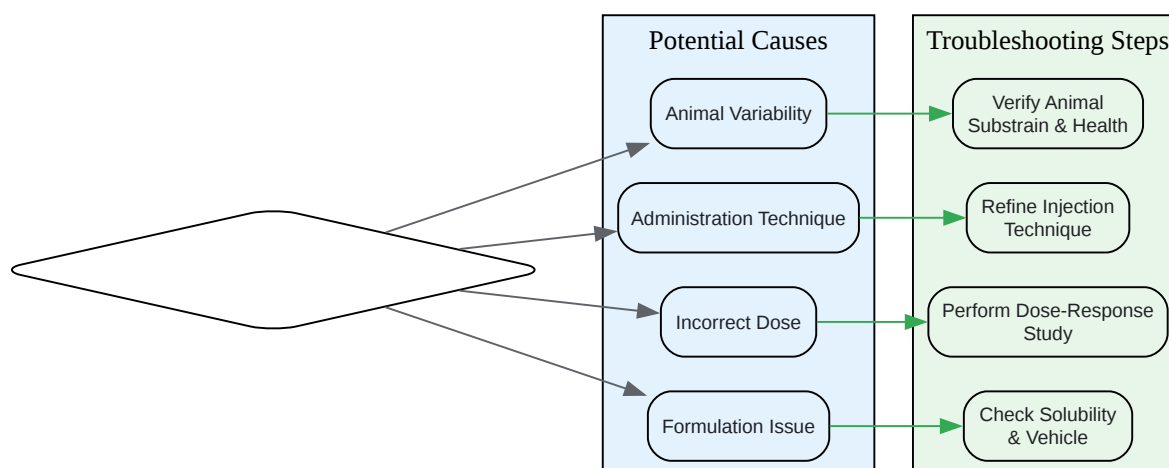 Potential Causes
Troubleshooting Steps
Animal Variability
Verify Animal
Substrain & Health
Administration Technique
Refine Injection
Technique
Incorrect Dose
Perform Dose-Response
Study
Formulation Issue
Check Solubility
& Vehicle